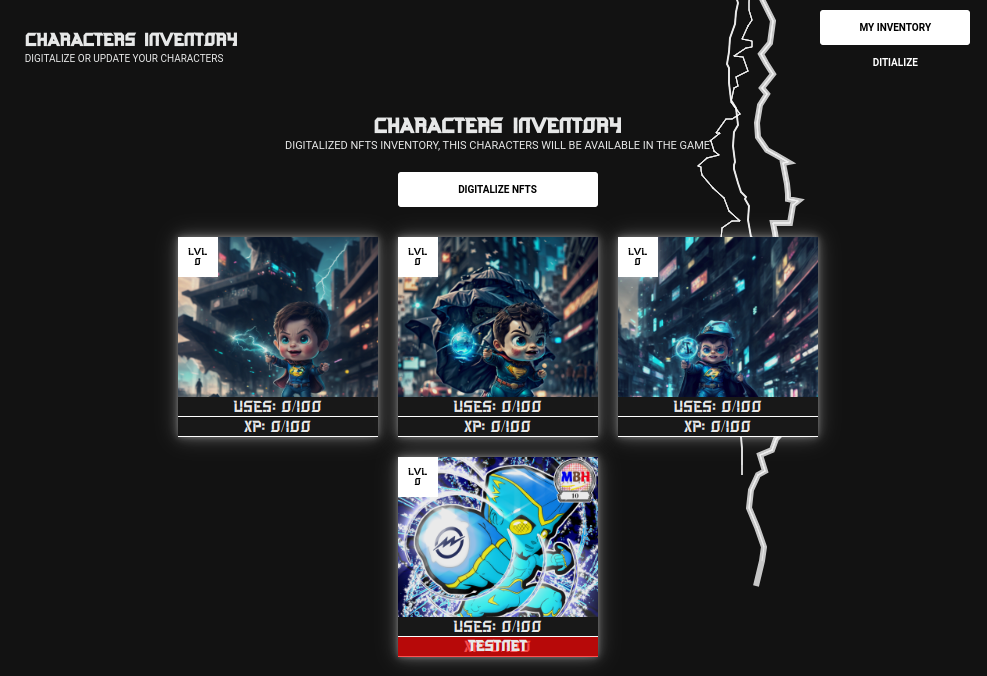 CHARACTERS INVENTORY
DIGITALIZE OR UPDATE YOUR CHARACTERS
MY INVENTORY
DITIALIZE
CHARACTERS INVENTORY
DIGITALIZED NFTS INVENTORY, THIS CHARACTERS WILL BE AVAILABLE IN THE GAME
DIGITALIZE NFTS
LVL
0
LVL
0
LVL
0
USES: 0/100
USES: 0/100
USES: 0/100
XP: 0/100
XP: 0/100
XP: 0/100
LVL
0
MBH
10
USES: 0/100
TESTNET